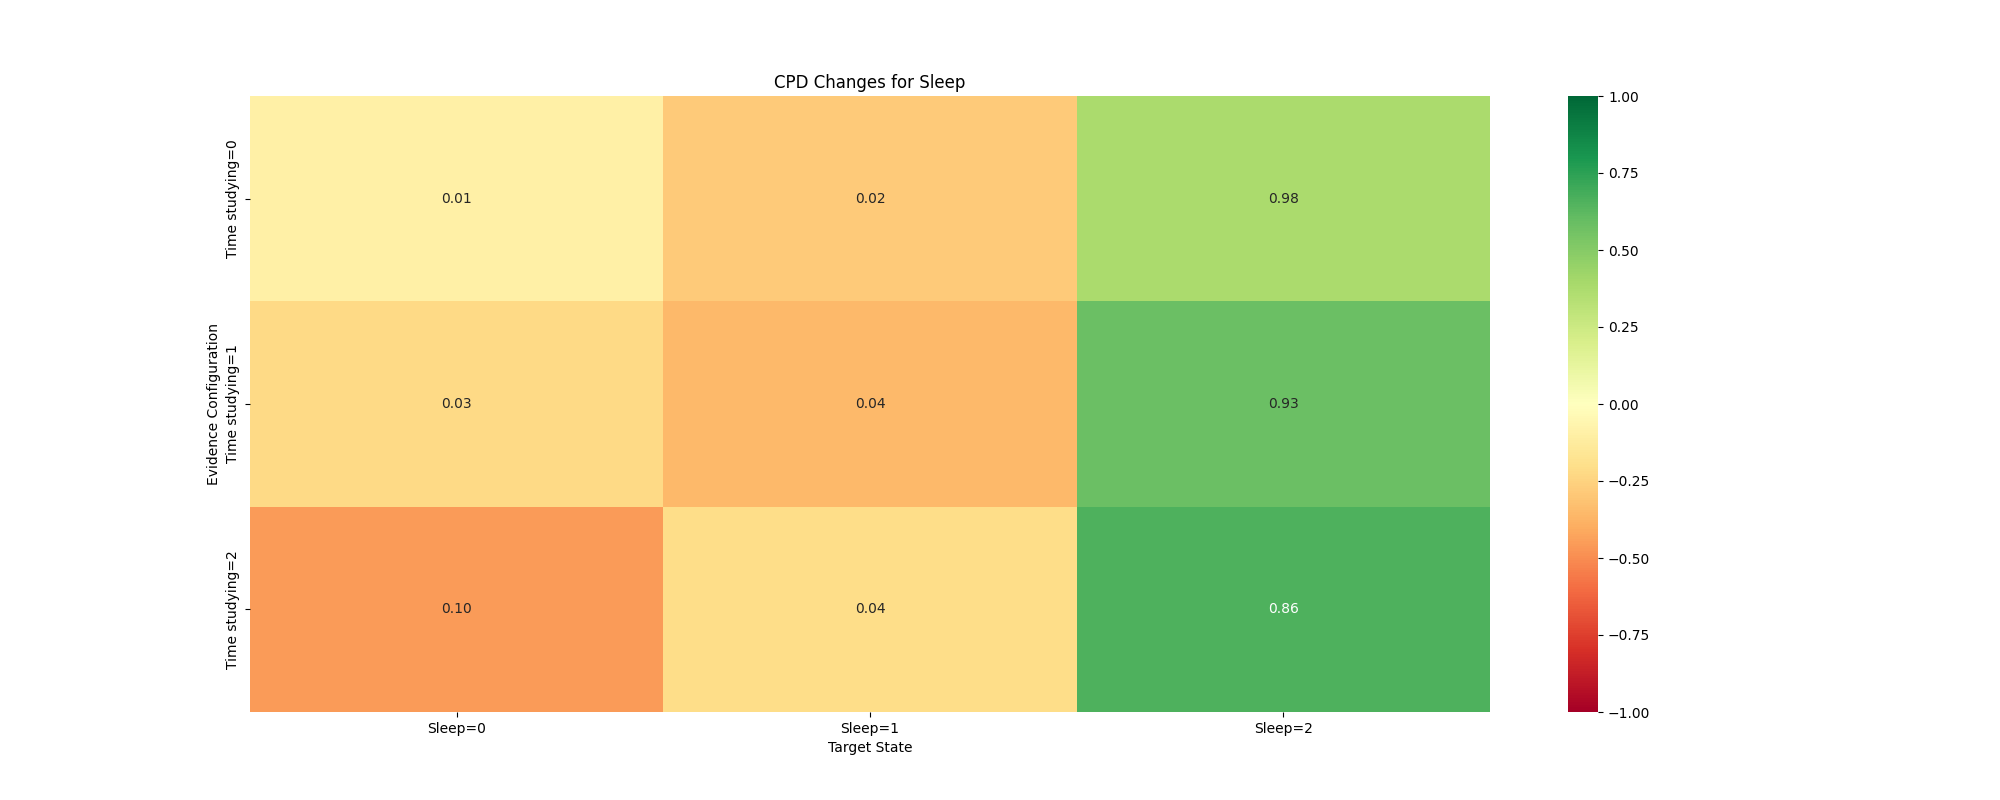 CPD Changes for Sleep
Evidence Configuration
Time studying=0
0.01 0.02 0.98
Time studying=1
0.03 0.04 0.93
Time studying=2
0.10 0.04 0.86
Sleep=0 Sleep=1 Sleep=2
Target State
1.00
0.75
0.50
0.25
0.00
−0.25
−0.50
−0.75
−1.00